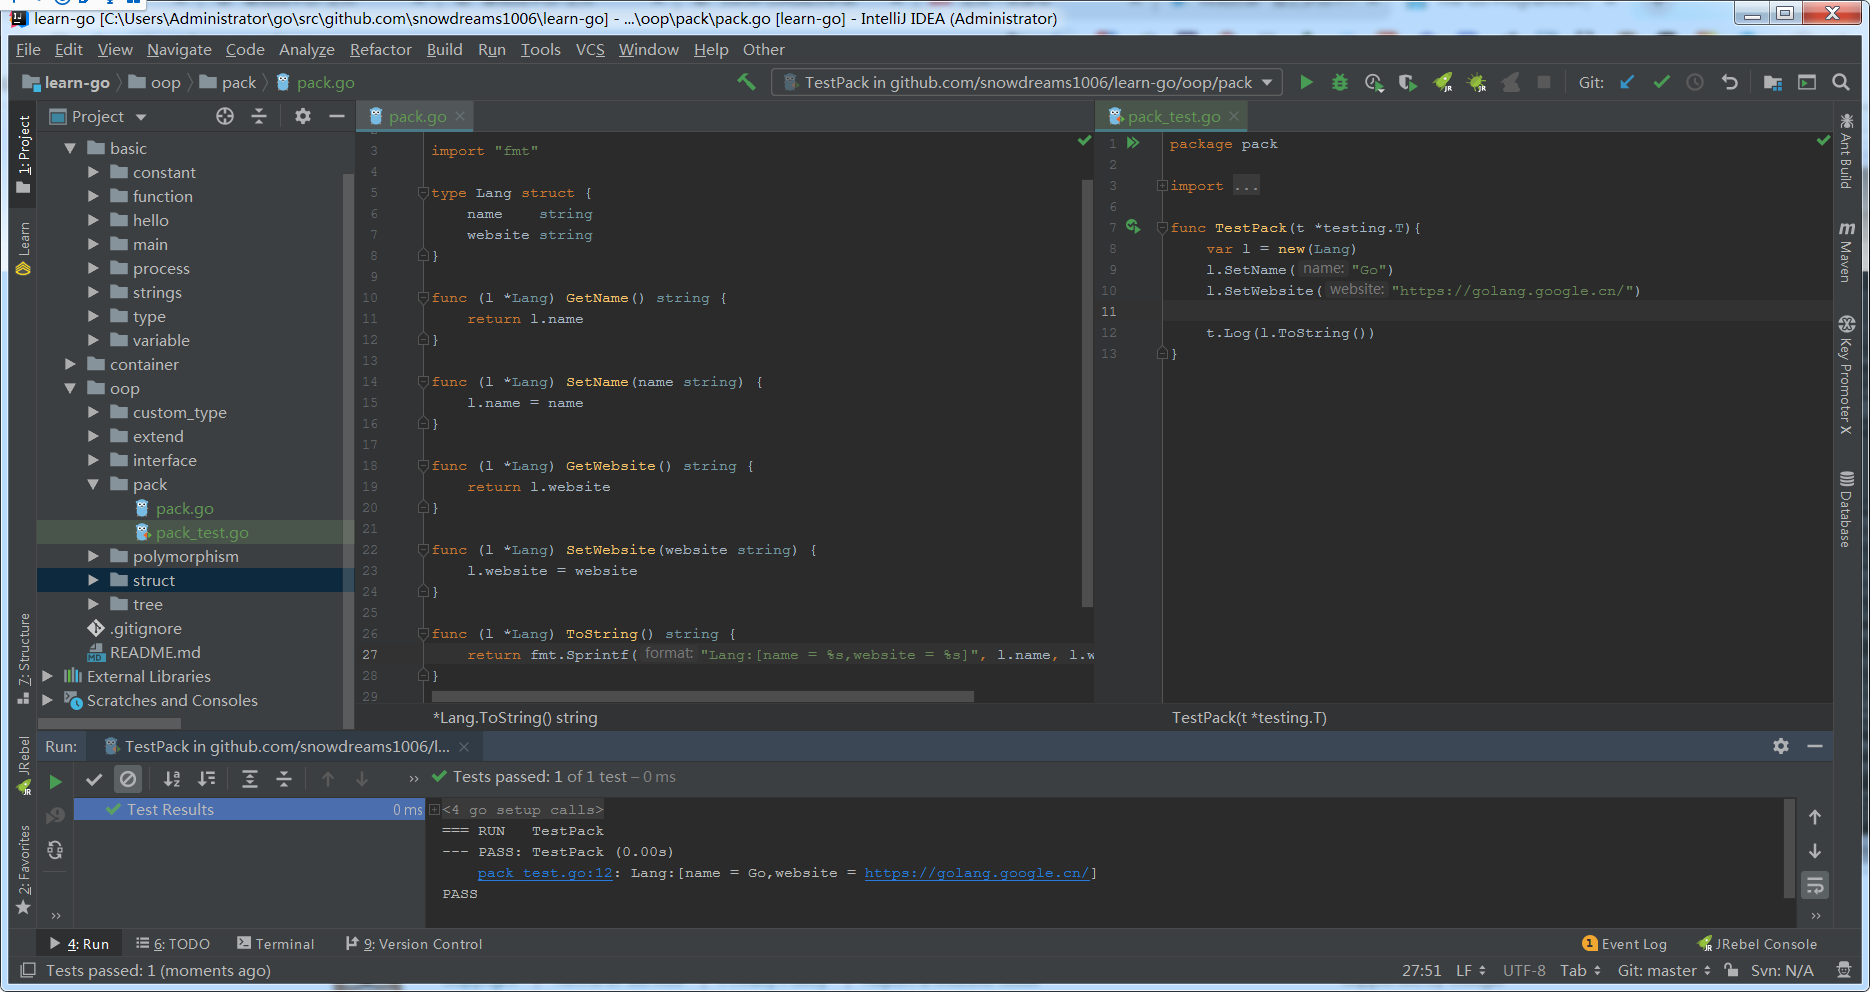 learn-go [C:\Users\Administrator\go\src\github.com\snowdreams1006\learn-go] - ...\oop\pack\pack.go [learn-go] - IntelliJ IDEA (Administrator)
File Edit View Navigate Code Analyze Refactor Build Run Tools VCS Window Help Other
learn-go oop pack pack.go
TestPack in github.com/snowdreams1006/learn-go/oop/pack
Git:
1: Project
Learn
Z: Structure
JRebel
2: Favorites
Project
basic
constant
function
hello
main
process
strings
type
variable
container
oop
custom_type
extend
interface
pack
pack.go
pack_test.go
polymorphism
struct
tree
.gitignore
README.md
External Libraries
Scratches and Consoles
pack.go
3 import "fmt"
4
5 type Lang struct {
6 name    string
7 website string
8 }
9
10 func (l *Lang) GetName() string {
11 return l.name
12 }
13
14 func (l *Lang) SetName(name string) {
15 l.name = name
16 }
17
18 func (l *Lang) GetWebsite() string {
19 return l.website
20 }
21
22 func (l *Lang) SetWebsite(website string) {
23 l.website = website
24 }
25
26 func (l *Lang) ToString() string {
27 return fmt.Sprintf( format: "Lang:[name = %s,website = %s]", l.name, l.w
28 }
29
*Lang.ToString() string
pack_test.go
1 package pack
2
3 import ...
6
7 func TestPack(t *testing.T){
8 var l = new(Lang)
9 l.SetName( name: "Go")
10 l.SetWebsite( website: "https://golang.google.cn/")
11
12 t.Log(l.ToString())
13 }
TestPack(t *testing.T)
Ant Build
Maven
Key Promoter X
Database
Run: TestPack in github.com/snowdreams1006/l...
Tests passed: 1 of 1 test – 0 ms
Test Results 0 ms
<4 go setup calls>
=== RUN   TestPack
--- PASS: TestPack (0.00s)
pack_test.go:12: Lang:[name = Go,website = https://golang.google.cn/]
PASS
4: Run 6: TODO Terminal 9: Version Control
1 Event Log JRebel Console
Tests passed: 1 (moments ago)
27:51 LF UTF-8 Tab Git: master Svn: N/A